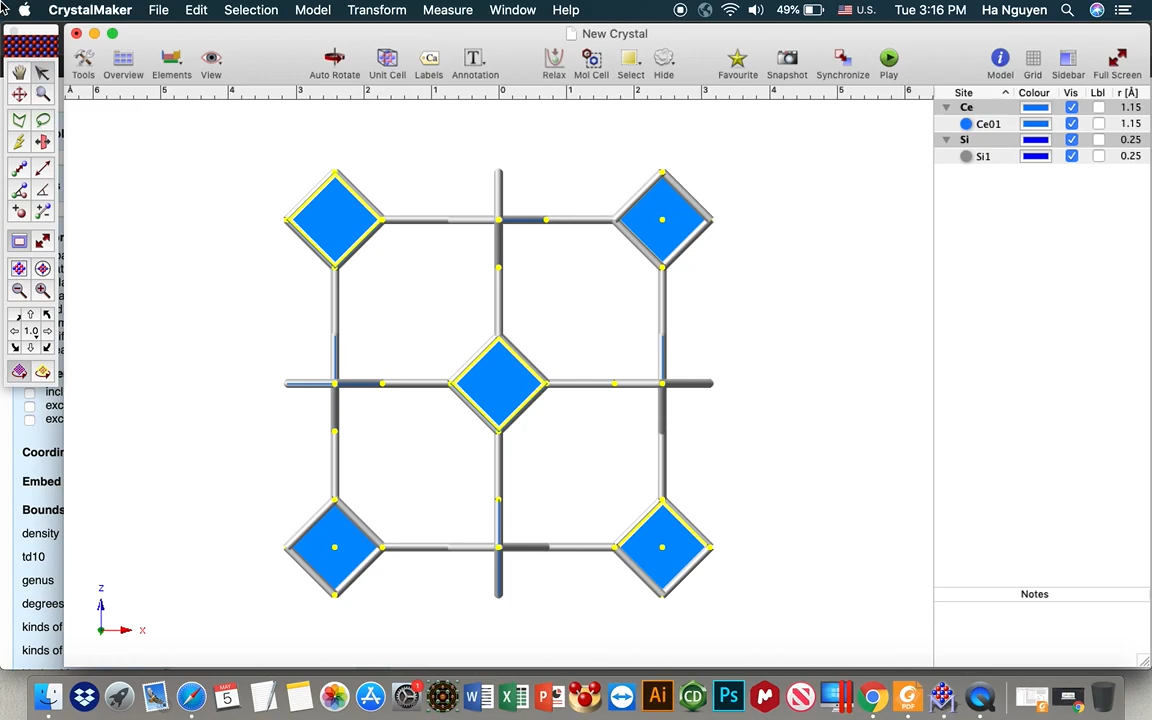 CrystalMaker File Edit Selection Model Transform Measure Window Help 49% U.S. Tue 3:16 PM Ha Nguyen
New Crystal
Tools Overview Elements View Auto Rotate Unit Cell Labels Annotation Relax Mol Cell Select Hide Favourite Snapshot Synchronize Play Model Grid Sidebar Full Screen
Å 6 5 4 3 2 1 0 1 2 3 4 5 6
Site Colour Vis Lbl r [Å]
Ce 1.15
Ce01 1.15
Si 0.25
Si1 0.25
1.0
incl
exc
exc
Coordin
Embed
Bounds
density
td10
genus
degrees
kinds of
kinds of
z
x
Notes
MAY
5